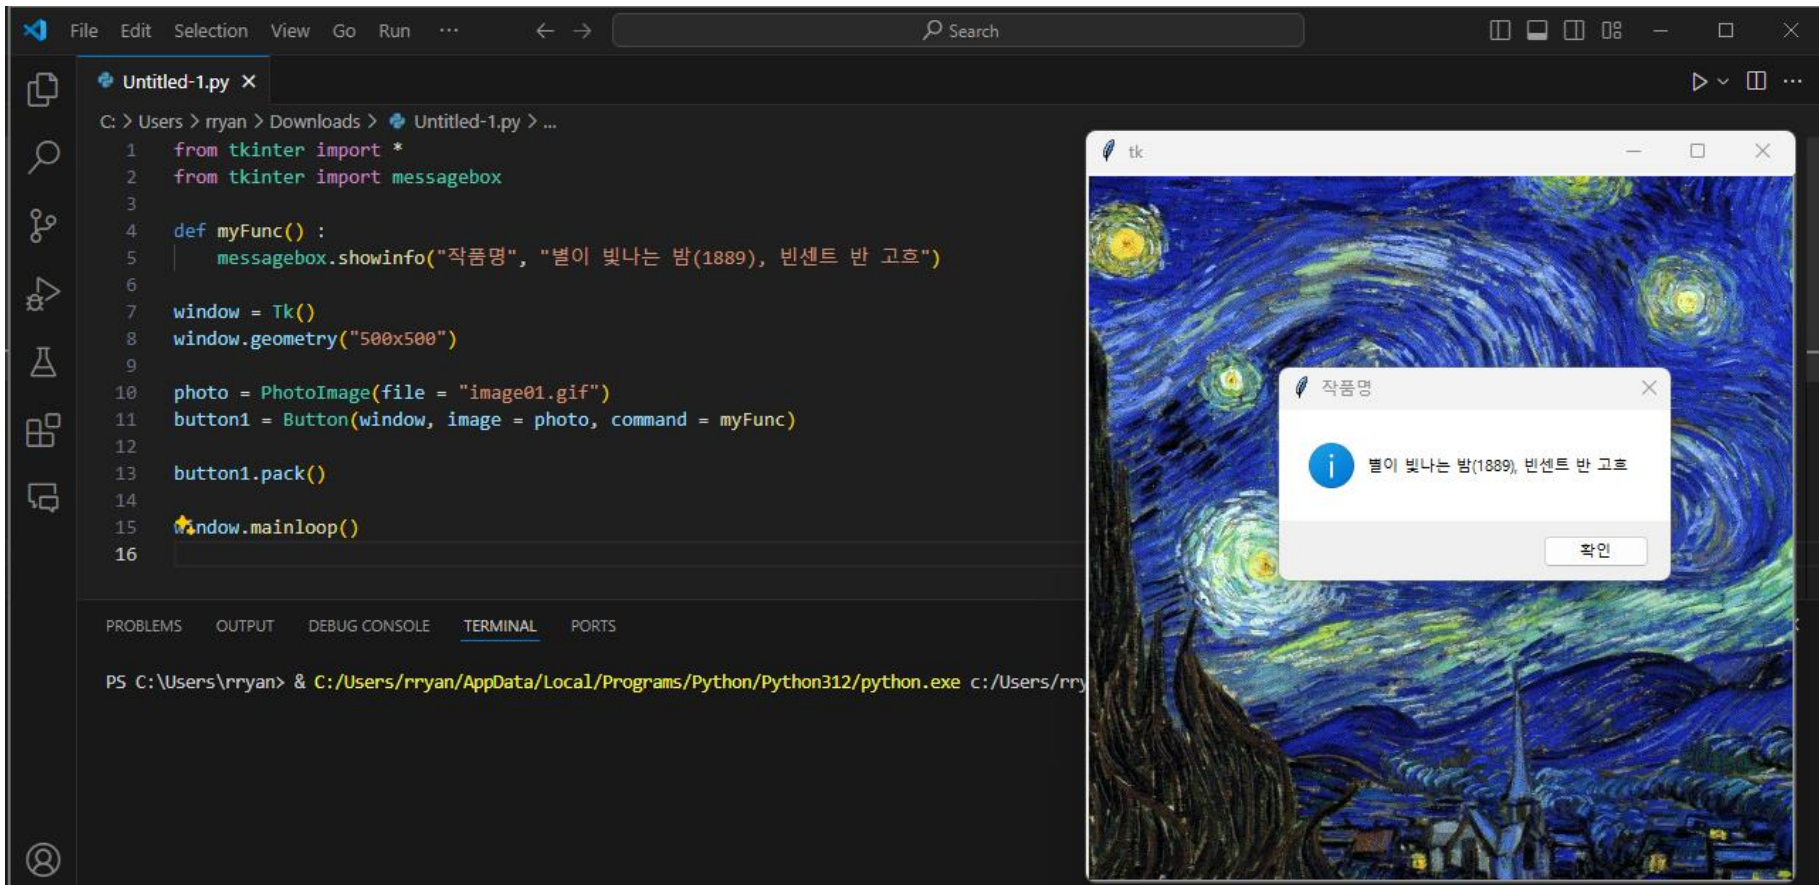 File Edit Selection View Go Run ···
Search
Untitled-1.py
C: > Users > rryan > Downloads > Untitled-1.py > ...
1 from tkinter import *
2 from tkinter import messagebox
3
4 def myFunc() :
5 messagebox.showinfo("작품명", "별이 빛나는 밤(1889), 빈센트 반 고흐")
6
7 window = Tk()
8 window.geometry("500x500")
9
10 photo = PhotoImage(file = "image01.gif")
11 button1 = Button(window, image = photo, command = myFunc)
12
13 button1.pack()
14
15 window.mainloop()
16
PROBLEMS OUTPUT DEBUG CONSOLE TERMINAL PORTS
PS C:\Users\rryan> & C:/Users/rryan/AppData/Local/Programs/Python/Python312/python.exe c:/Users/rry
tk
작품명
별이 빛나는 밤(1889), 빈센트 반 고흐
확인